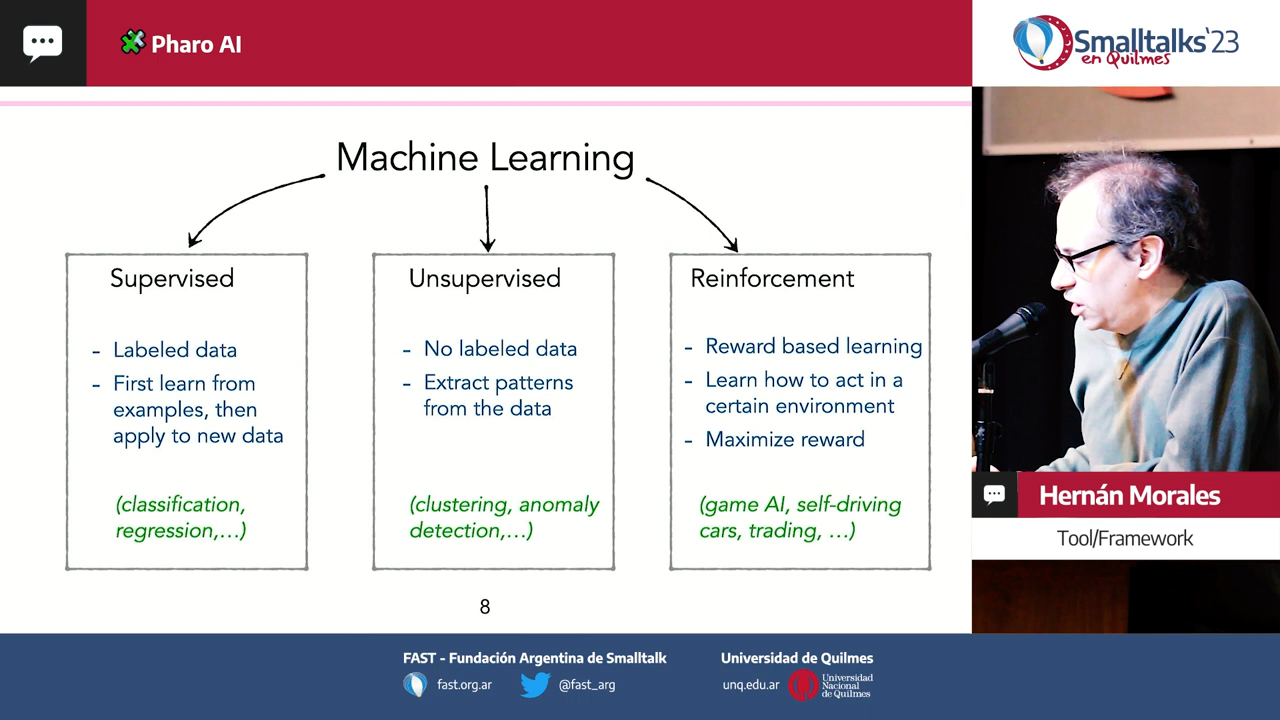 Pharo AI
Smalltalks'23
en Quilmes
Machine Learning
Supervised
- Labeled data
- First learn from
examples, then
apply to new data
(classification,
regression,...)
Unsupervised
- No labeled data
- Extract patterns
from the data
(clustering, anomaly
detection,...)
Reinforcement
- Reward based learning
- Learn how to act in a
certain environment
- Maximize reward
(game AI, self-driving
cars, trading, ...)
8
Hernán Morales
Tool/Framework
FAST - Fundación Argentina de Smalltalk
fast.org.ar
@fast_arg
Universidad de Quilmes
unq.edu.ar
Universidad
Nacional
de Quilmes